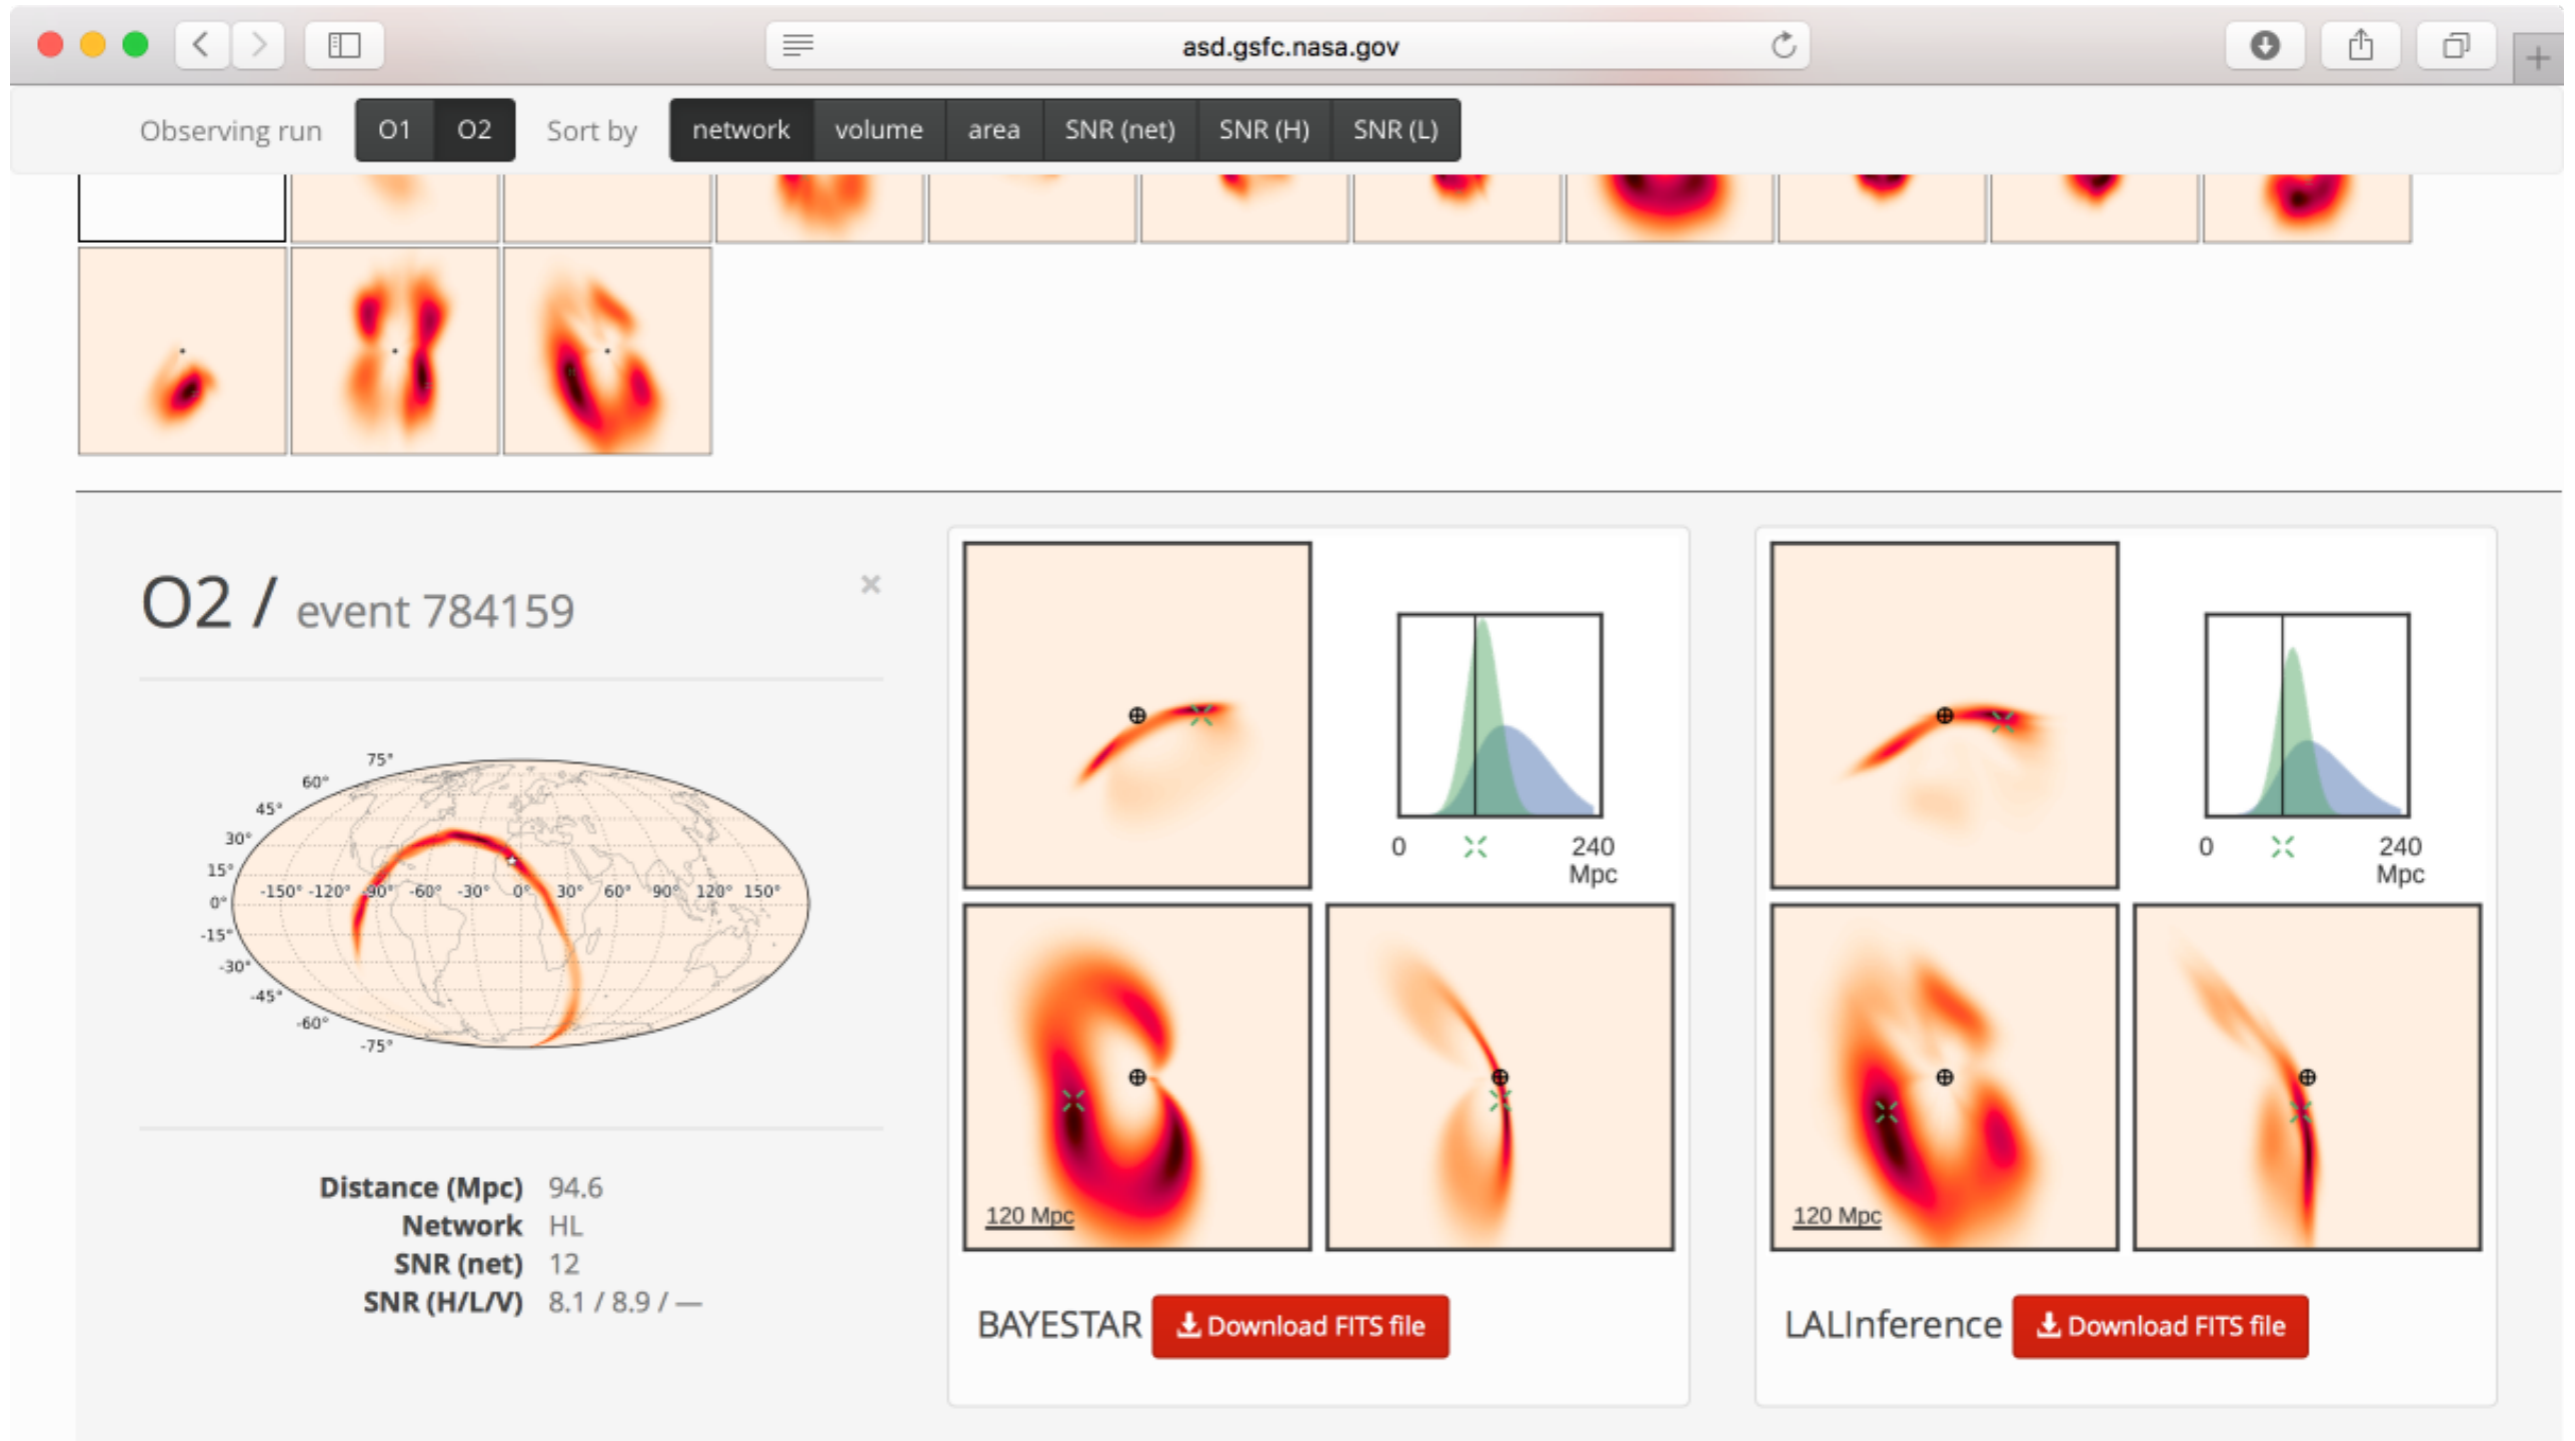 asd.gsfc.nasa.gov
Observing run O1 O2 Sort by network volume area SNR (net) SNR (H) SNR (L)
O2 / event 784159 ×
75°
60°
45°
30°
15°
0°
-15°
-30°
-45°
-60°
-75°
-150° -120° -90° -60° -30° 0° 30° 60° 90° 120° 150°
Distance (Mpc) 94.6
Network HL
SNR (net) 12
SNR (H/L/V) 8.1 / 8.9 / —
0 240
Mpc
120 Mpc
BAYESTAR Download FITS file
0 240
Mpc
120 Mpc
LALInference Download FITS file